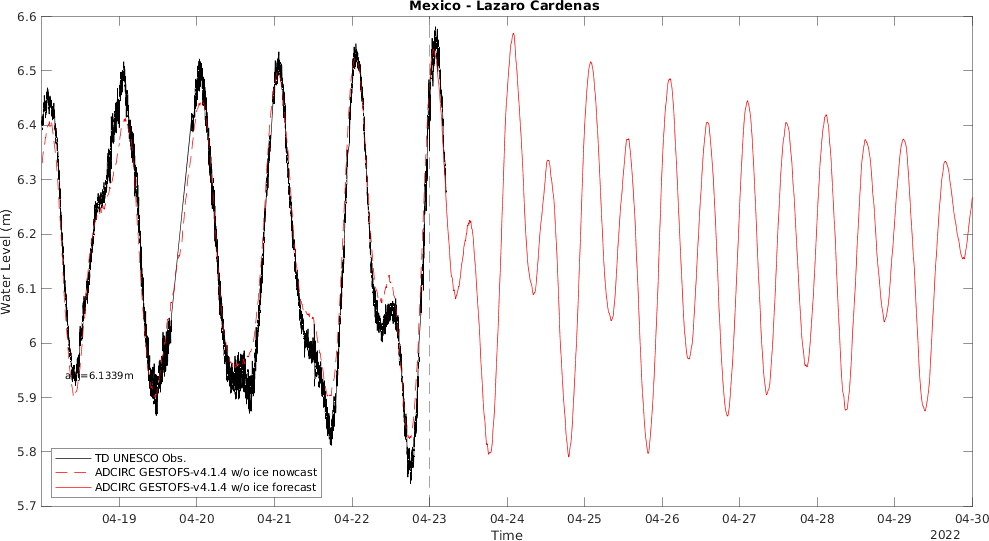 Mexico - Lazaro Cardenas
6.6
6.5
6.4
6.3
6.2
6.1
6
5.9
5.8
5.7
Water Level (m)
=6.1339m
TD UNESCO Obs.
ADCIRC GESTOFS-v4.1.4 w/o ice nowcast
ADCIRC GESTOFS-v4.1.4 w/o ice forecast
04-19 04-20 04-21 04-22 04-23 04-24 04-25 04-26 04-27 04-28 04-29 04-30
Time
2022